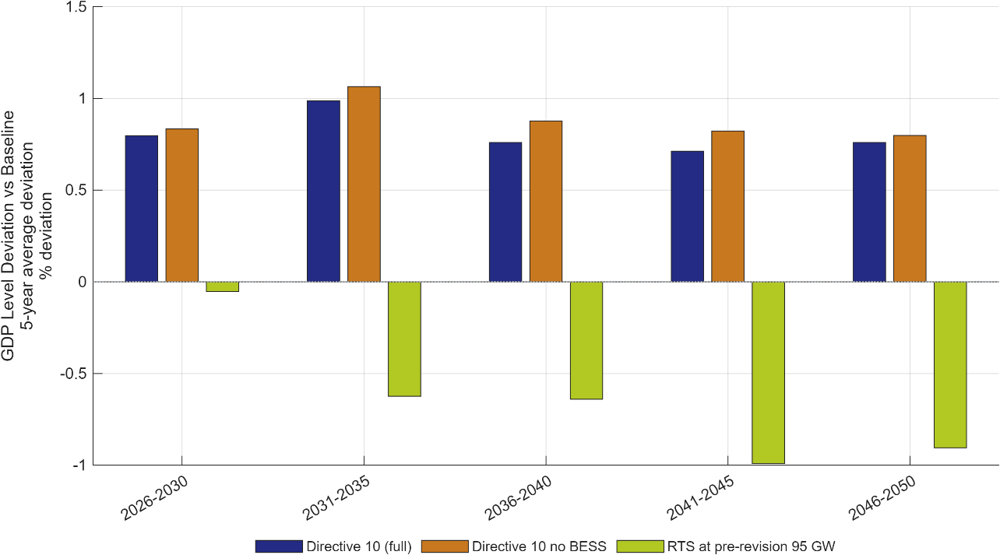 GDP Level Deviation vs Baseline
5-year average deviation
% deviation
1.5
1
0.5
0
-0.5
-1
2026-2030
2031-2035
2036-2040
2041-2045
2046-2050
Directive 10 (full)
Directive 10 no BESS
RTS at pre-revision 95 GW